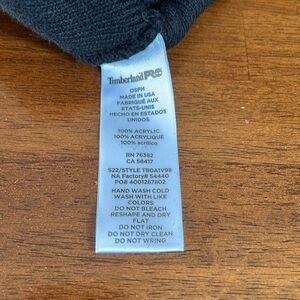 Timberland PRO
OSFM
MADE IN USA
FABRIQUÉ AUX
ETATS-UNIS
HECHO EN ESTADOS
UNIDOS
100% ACRYLIC
100% ACRYLIQUE
100% acrílico
RN 76382
CA 58417
S22/STYLE TB0A1V98
NA Factory# 54440
PO# 4001287802
HAND WASH COLD
WASH WITH LIKE
COLORS.
DO NOT BLEACH
RESHAPE AND DRY
FLAT
DO NOT IRON
DO NOT DRY CLEAN
DO NOT WRING